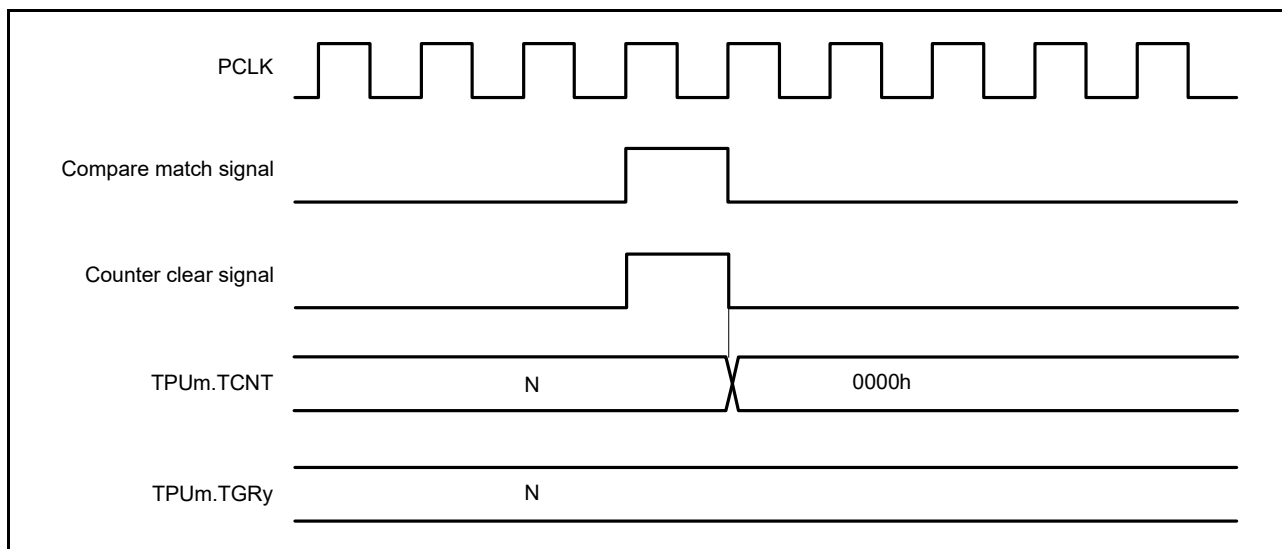 PCLK
Compare match signal
Counter clear signal
TPUm.TCNT
N
0000h
TPUm.TGRy
N